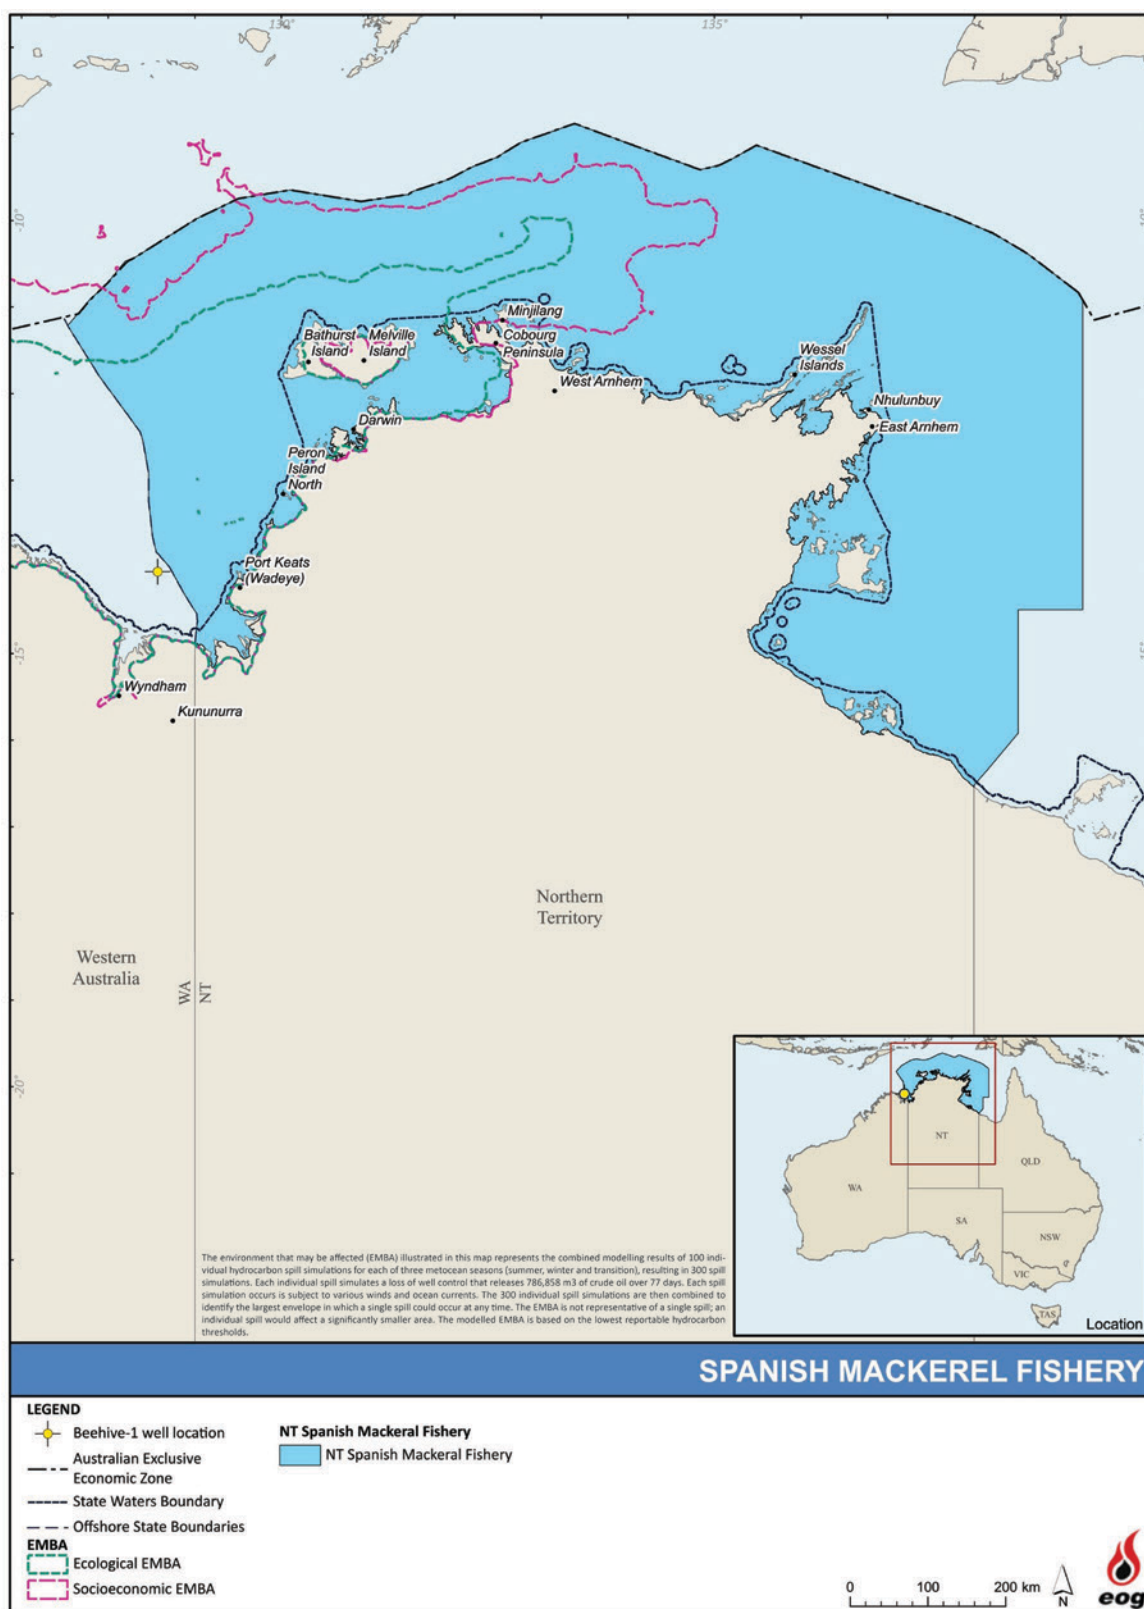 130°
135°
-10°
-10°
Minjilang
Bathurst
Island
Melville
Island
Cobourg
Peninsula
Wessel
Islands
West Arnhem
Nhulunbuy
East Arnhem
Darwin
Peron
Island
North
Port Keats
(Wadeye)
-15°
-15°
Wyndham
Kununurra
Northern
Territory
Western
Australia
WA
NT
-20°
NT
QLD
WA
SA
NSW
VIC
TAS
Location
The environment that may be affected (EMBA) illustrated in this map represents the combined modelling results of 100 indi-
vidual hydrocarbon spill simulations for each of three metocean seasons (summer, winter and transition), resulting in 300 spill
simulations. Each individual spill simulates a loss of well control that releases 786,858 m3 of crude oil over 77 days. Each spill
simulation occurs is subject to various winds and ocean currents. The 300 individual spill simulations are then combined to
identify the largest envelope in which a single spill could occur at any time. The EMBA is not representative of a single spill; an
individual spill would affect a significantly smaller area. The modelled EMBA is based on the lowest reportable hydrocarbon
thresholds.
SPANISH MACKEREL FISHERY
LEGEND
Beehive-1 well location
Australian Exclusive
Economic Zone
State Waters Boundary
Offshore State Boundaries
EMBA
Ecological EMBA
Socioeconomic EMBA
NT Spanish Mackeral Fishery
NT Spanish Mackeral Fishery
0 100 200 km
N
eog